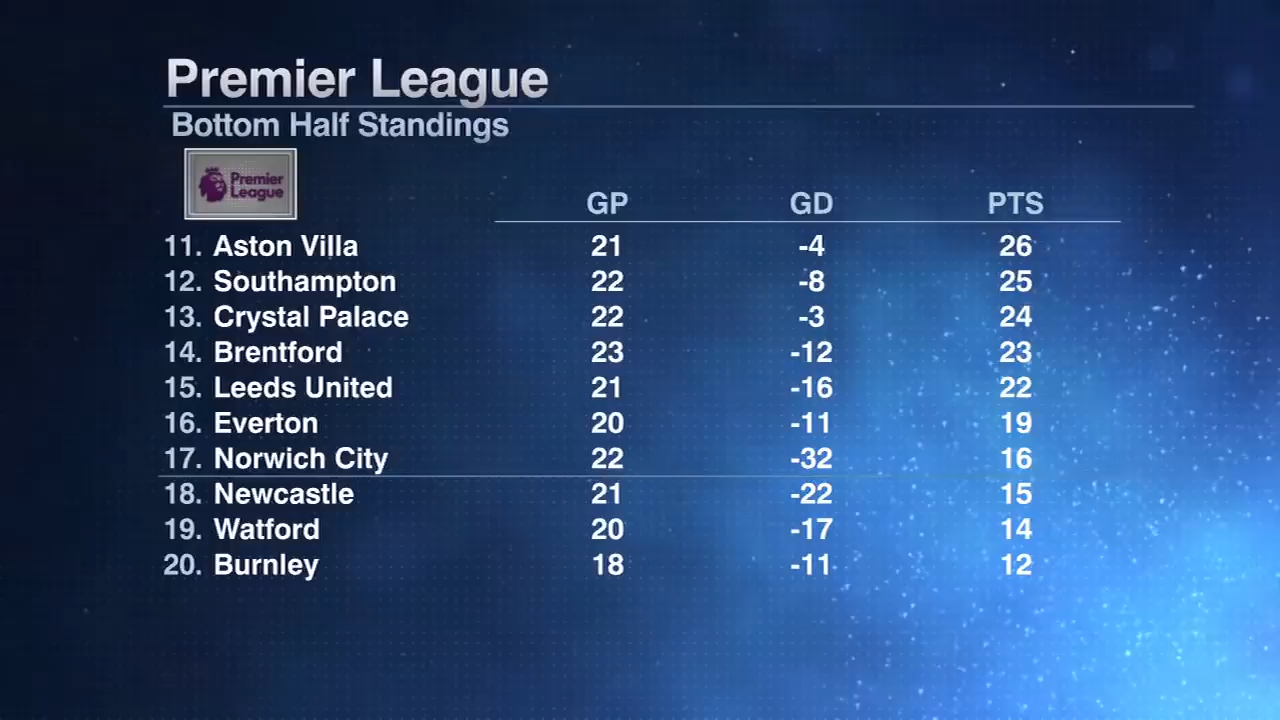 Premier League
Bottom Half Standings
Premier
League
GP GD PTS
11. Aston Villa 21 -4 26
12. Southampton 22 -8 25
13. Crystal Palace 22 -3 24
14. Brentford 23 -12 23
15. Leeds United 21 -16 22
16. Everton 20 -11 19
17. Norwich City 22 -32 16
18. Newcastle 21 -22 15
19. Watford 20 -17 14
20. Burnley 18 -11 12